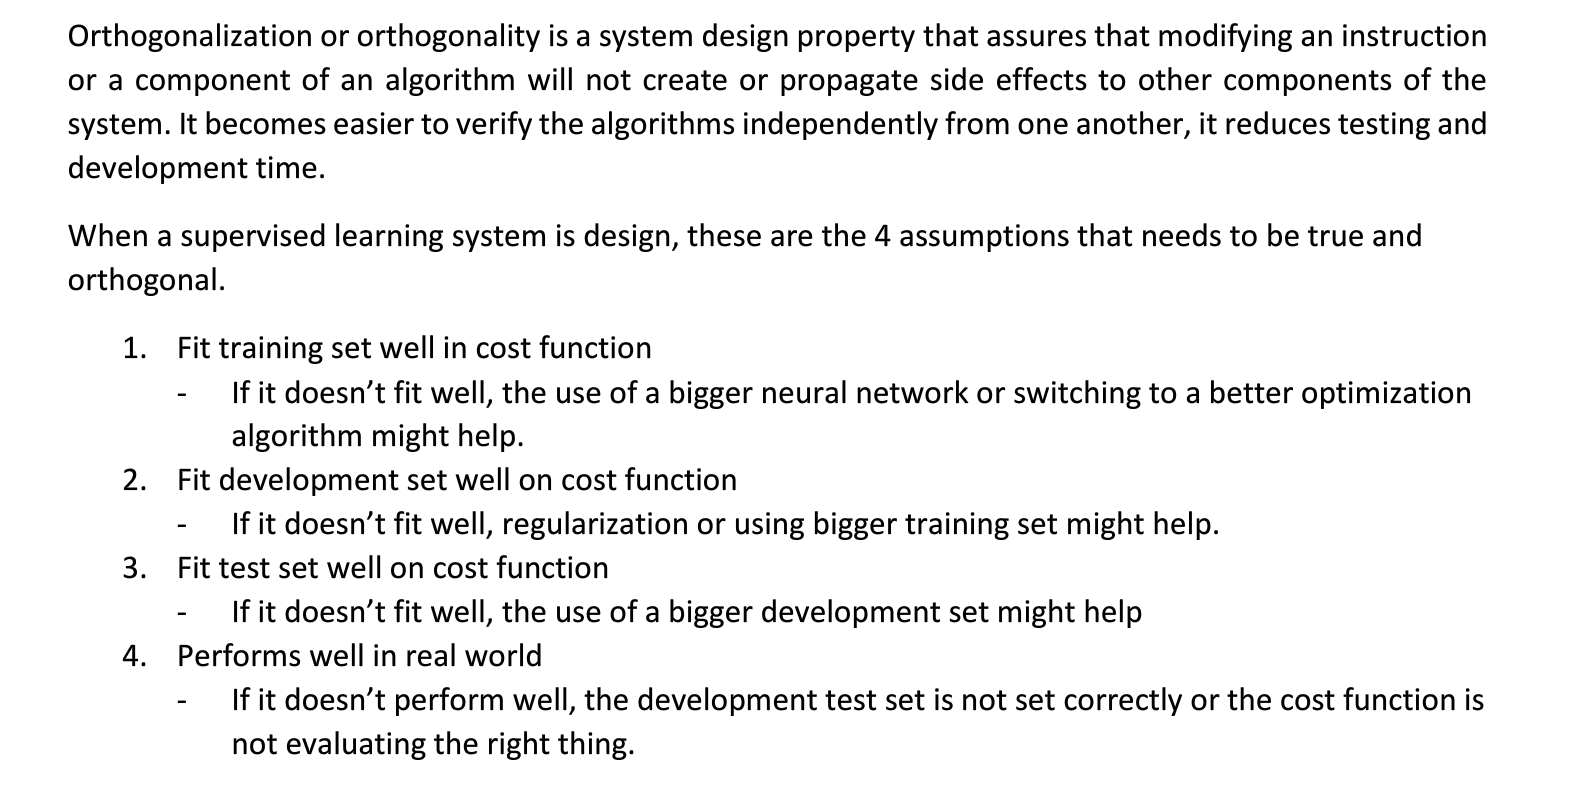 Orthogonalization or orthogonality is a system design property that assures that modifying an instruction
or a component of an algorithm will not create or propagate side effects to other components of the
system. It becomes easier to verify the algorithms independently from one another, it reduces testing and
development time.
When a supervised learning system is design, these are the 4 assumptions that needs to be true and
orthogonal.
1. Fit training set well in cost function
- If it doesn’t fit well, the use of a bigger neural network or switching to a better optimization
algorithm might help.
2. Fit development set well on cost function
- If it doesn’t fit well, regularization or using bigger training set might help.
3. Fit test set well on cost function
- If it doesn’t fit well, the use of a bigger development set might help
4. Performs well in real world
- If it doesn’t perform well, the development test set is not set correctly or the cost function is
not evaluating the right thing.